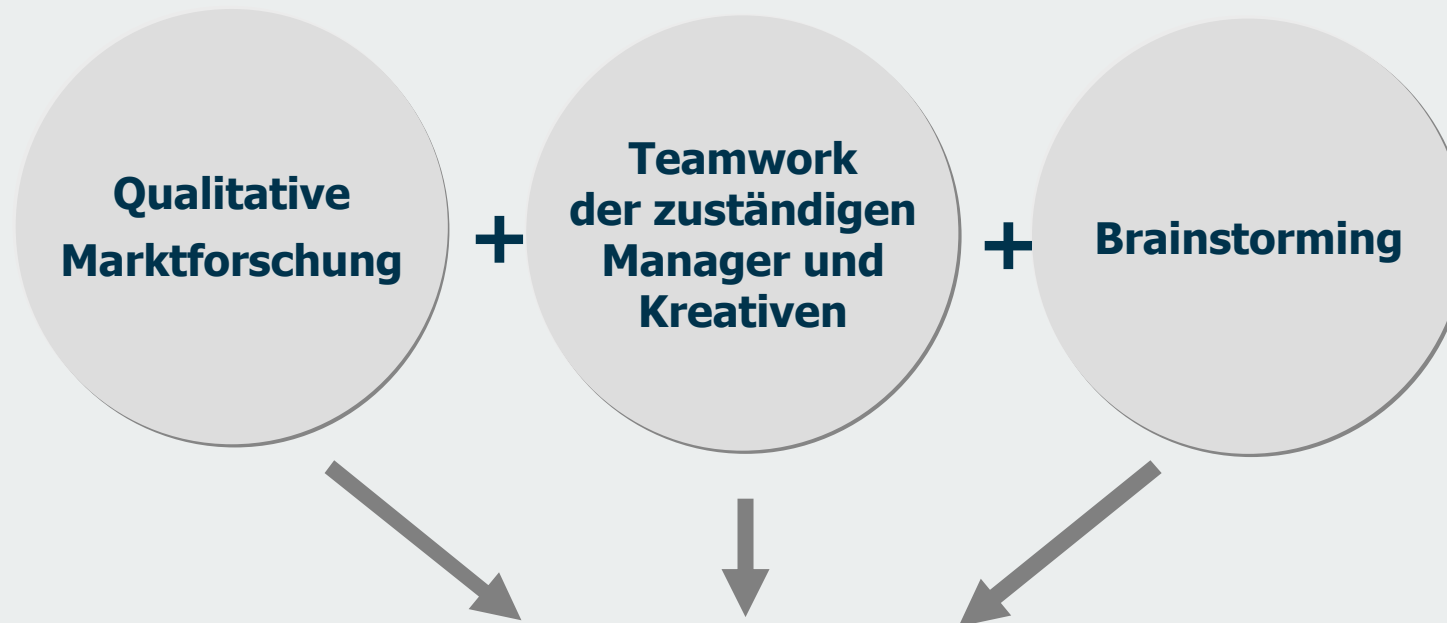 Qualitative
Marktforschung
+
Teamwork
der zuständigen
Manager und
Kreativen
+
Brainstorming